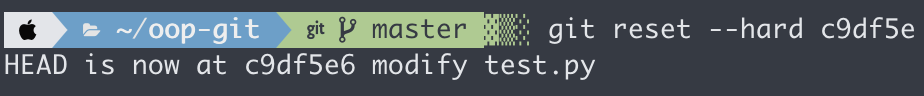 ~/oop-git git master git reset --hard c9df5e
HEAD is now at c9df5e6 modify test.py